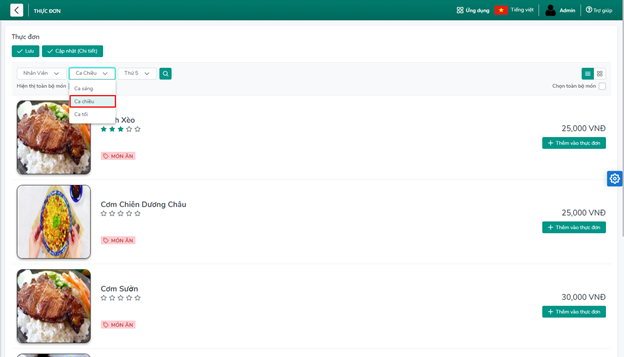 THỰC ĐƠN
Ứng dụng
Tiếng việt
Admin
Trợ giúp
Thực đơn
Lưu
Cập nhật (Chi tiết)
Nhân Viên
Ca Chiều
Thứ 5
Hiện thị toàn bộ món
Chọn toàn bộ món
Ca sáng
Ca chiều
Ca tối
h Xèo
25,000 VNĐ
Thêm vào thực đơn
MÓN ĂN
Cơm Chiên Dương Châu
25,000 VNĐ
Thêm vào thực đơn
MÓN ĂN
Cơm Sườn
30,000 VNĐ
Thêm vào thực đơn
MÓN ĂN